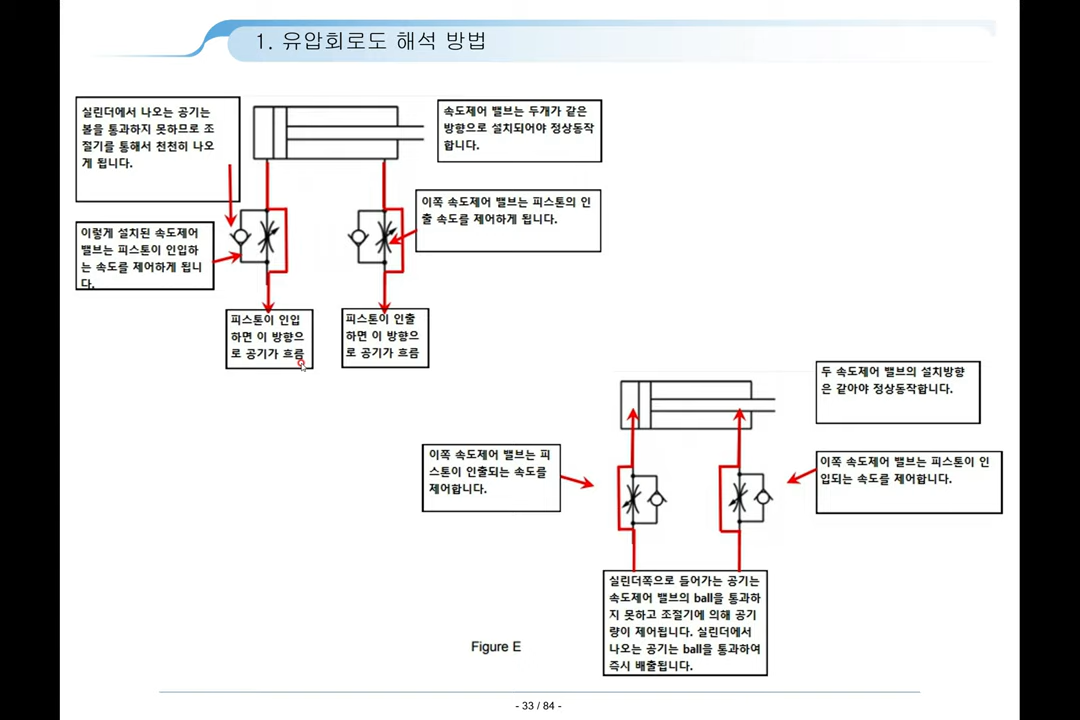 1. 유압회로도 해석 방법
실린더에서 나오는 공기는
볼을 통과하지 못하므로 조
절기를 통해서 천천히 나오
게 됩니다.
속도제어 밸브는 두개가 같은
방향으로 설치되어야 정상동작
합니다.
이쪽 속도제어 밸브는 피스톤의 인
출 속도를 제어하게 됩니다.
이렇게 설치된 속도제어
밸브는 피스톤이 인입하
는 속도를 제어하게 됩니
다.
피스톤이 인입
하면 이 방향으
로 공기가 흐름
피스톤이 인출
하면 이 방향으
로 공기가 흐름
두 속도제어 밸브의 설치방향
은 같아야 정상동작합니다.
이쪽 속도제어 밸브는 피
스톤이 인출되는 속도를
제어합니다.
이쪽 속도제어 밸브는 피스톤이 인
입되는 속도를 제어합니다.
실린더쪽으로 들어가는 공기는
속도제어 밸브의 ball을 통과하
지 못하고 조절기에 의해 공기
량이 제어됩니다. 실린더에서
나오는 공기는 ball을 통과하여
즉시 배출됩니다.
Figure E
- 33 / 84 -